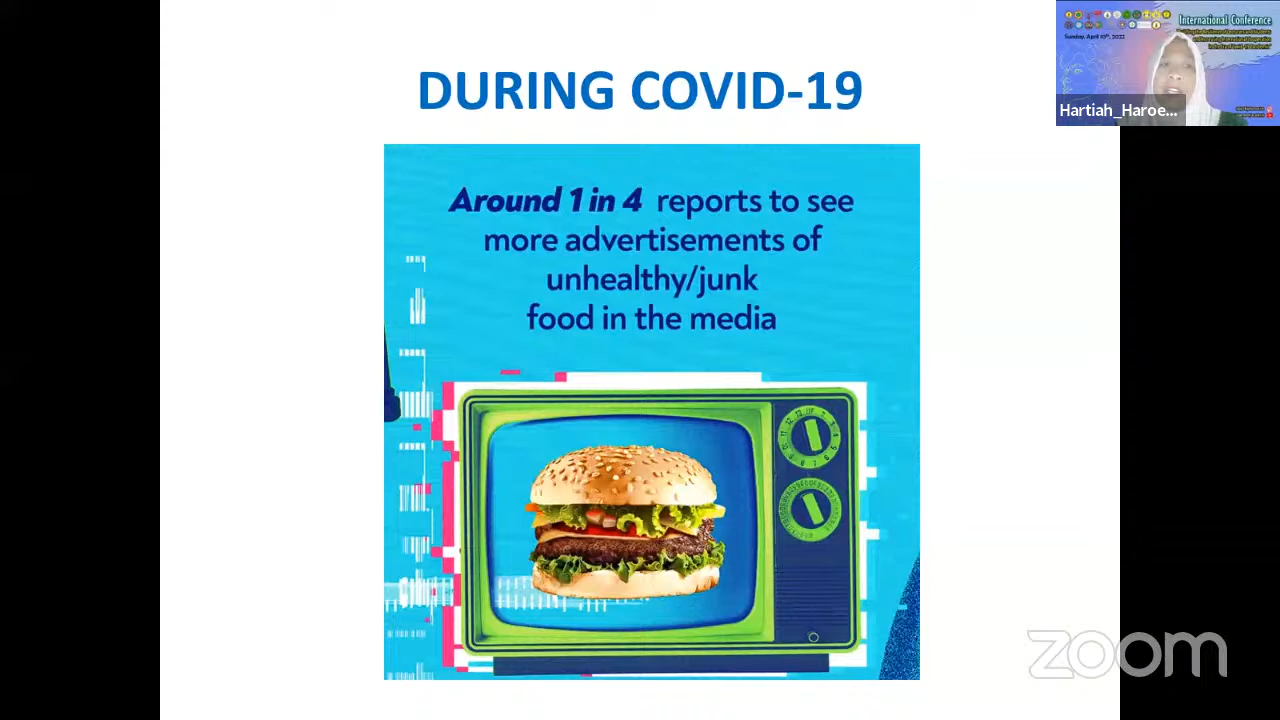 DURING COVID-19
Around 1 in 4 reports to see
more advertisements of
unhealthy/junk
food in the media
International Conference
Sunday, April 10th, 2022
Hartiah_Haroe...
zoom